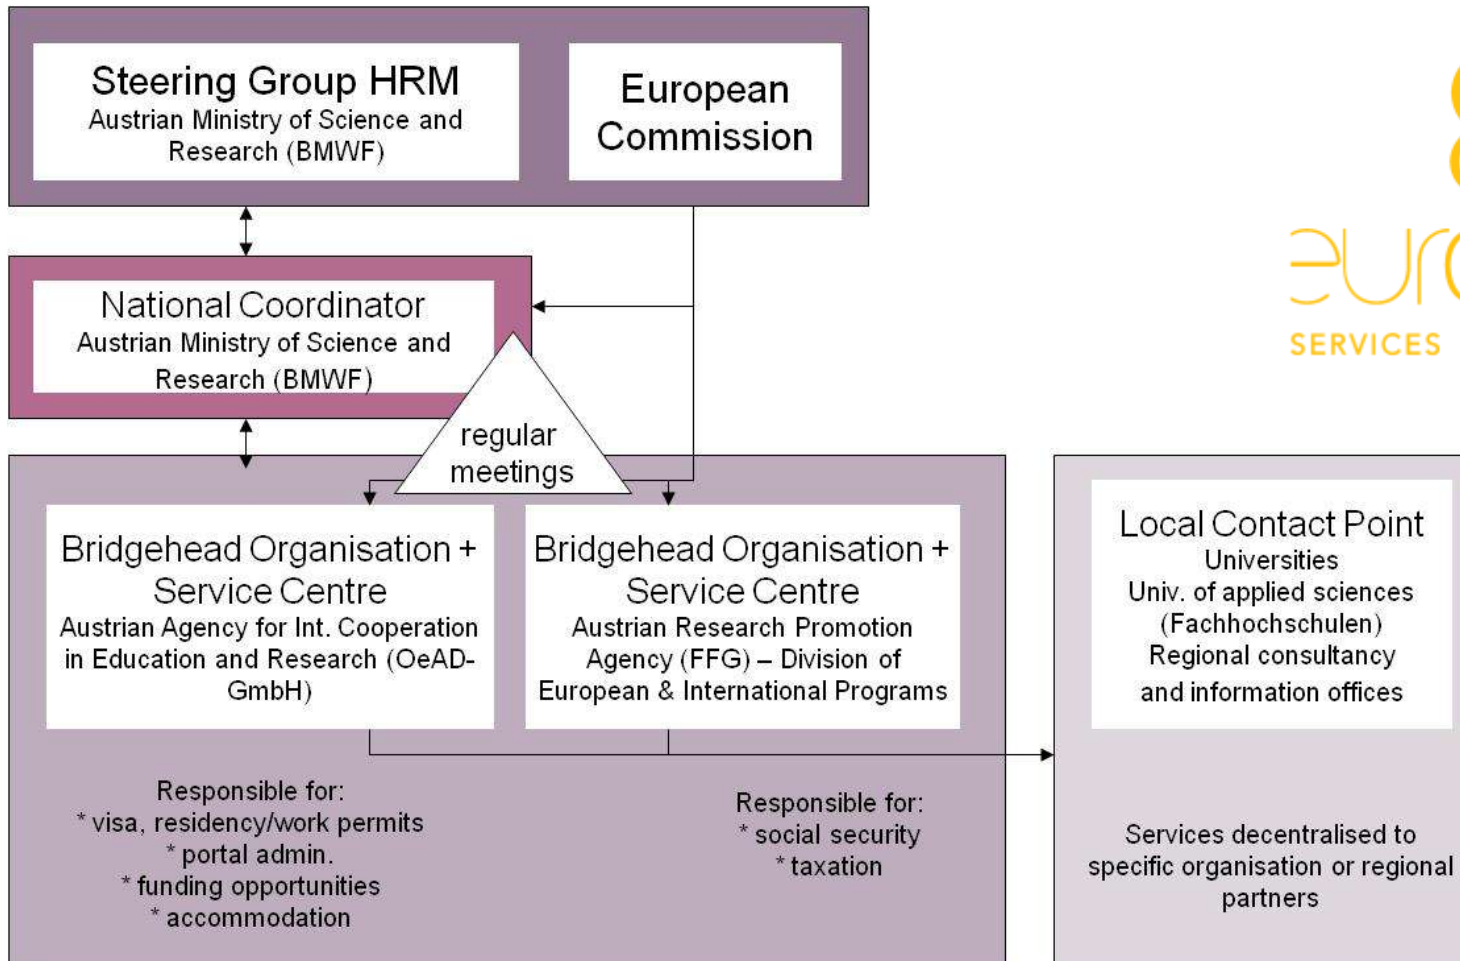 Steering Group HRM
Austrian Ministry of Science and
Research (BMWF)
European
Commission
National Coordinator
Austrian Ministry of Science and
Research (BMWF)
regular
meetings
Bridgehead Organisation +
Service Centre
Austrian Agency for Int. Cooperation
in Education and Research (OeAD-
GmbH)
Bridgehead Organisation +
Service Centre
Austrian Research Promotion
Agency (FFG) – Division of
European & International Programs
Responsible for:
* visa, residency/work permits
* portal admin.
* funding opportunities
* accommodation
Responsible for:
* social security
* taxation
Local Contact Point
Universities
Univ. of applied sciences
(Fachhochschulen)
Regional consultancy
and information offices
Services decentralised to
specific organisation or regional
partners
SERVICES